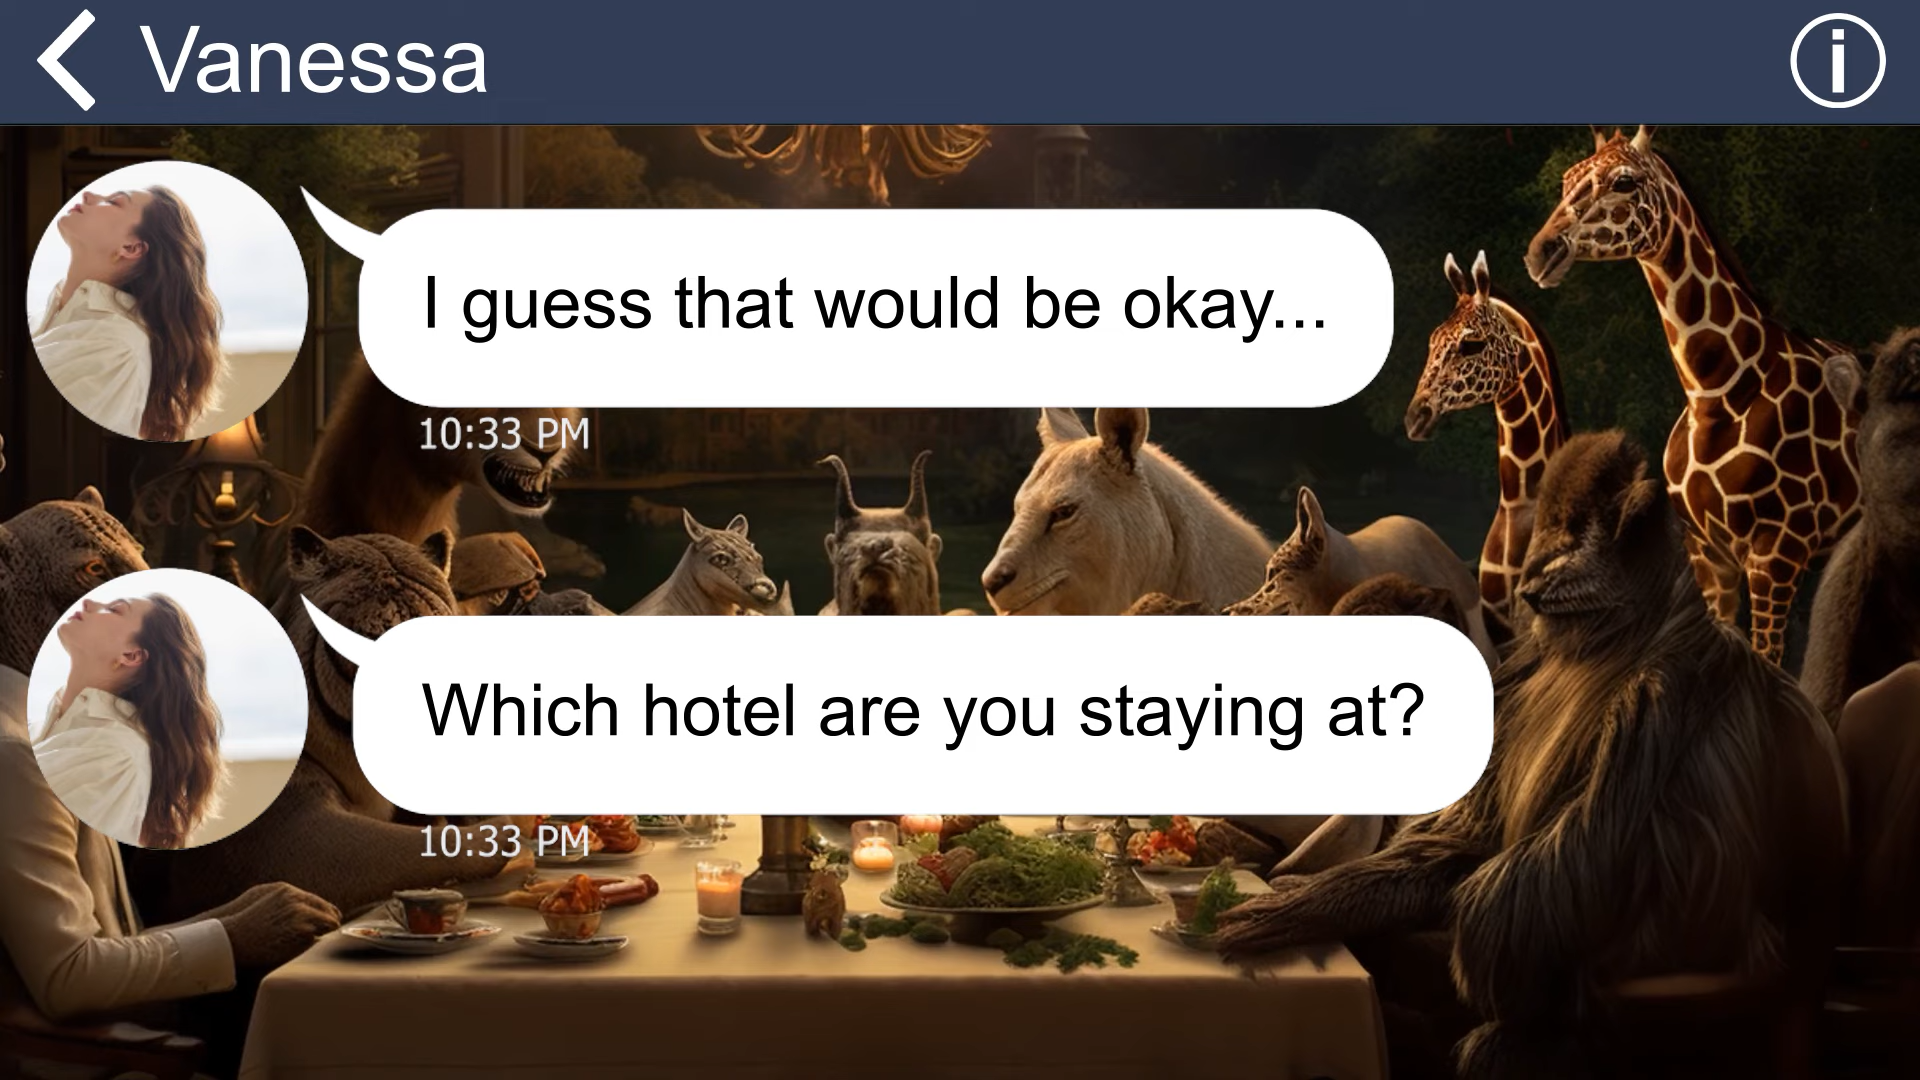 Vanessa
I guess that would be okay...
10:33 PM
Which hotel are you staying at?
10:33 PM